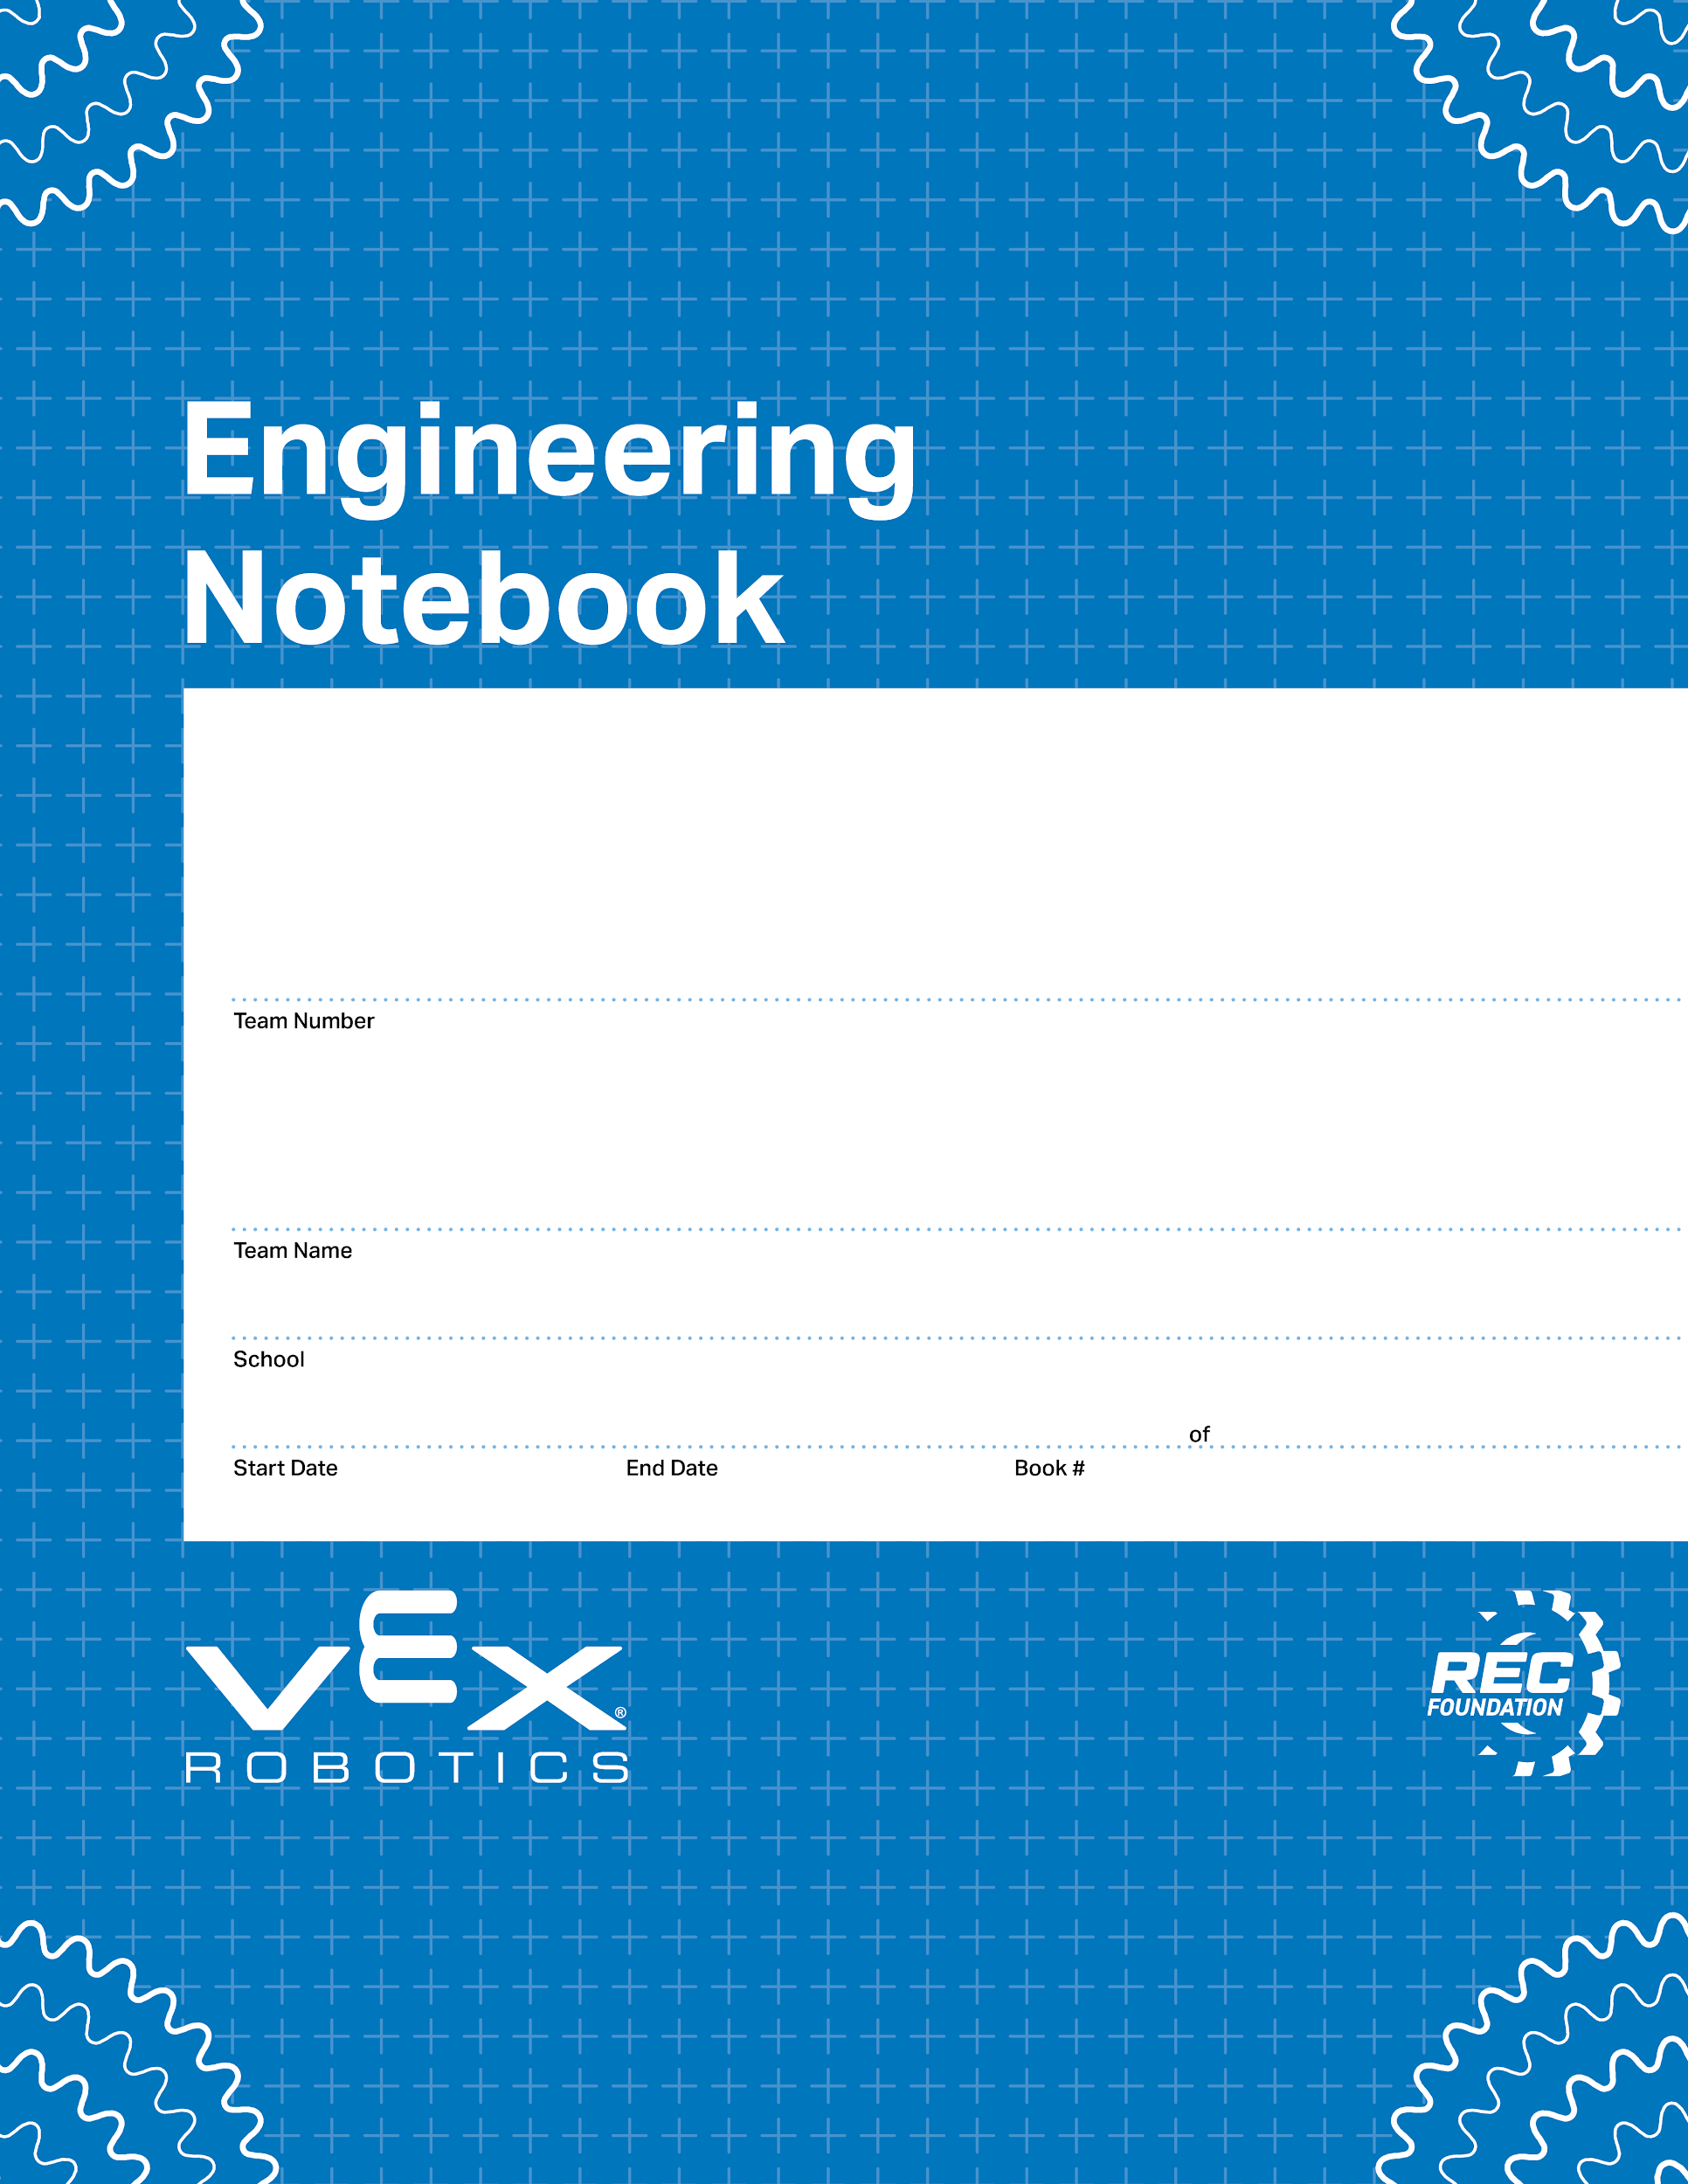 Engineering
Notebook
Team Number
Team Name
School
of
Start Date End Date Book #
VEX®
ROBOTICS
REC
FOUNDATION